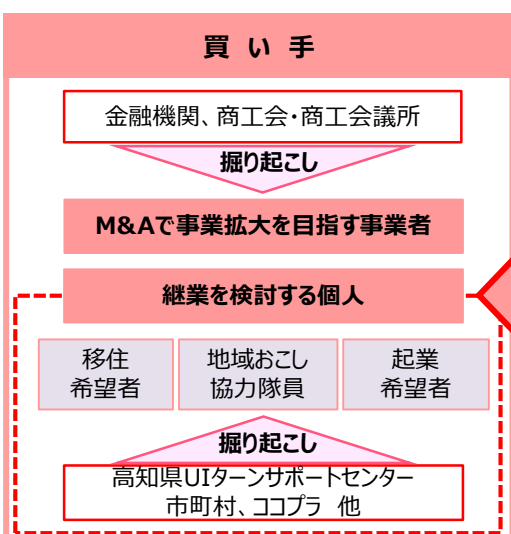 買い手
金融機関、商工会・商工会議所
掘り起こし
M&Aで事業拡大を目指す事業者
継業を検討する個人
移住
希望者
地域おこし
協力隊員
起業
希望者
掘り起こし
高知県UIターンサポートセンター
市町村、ココプラ 他